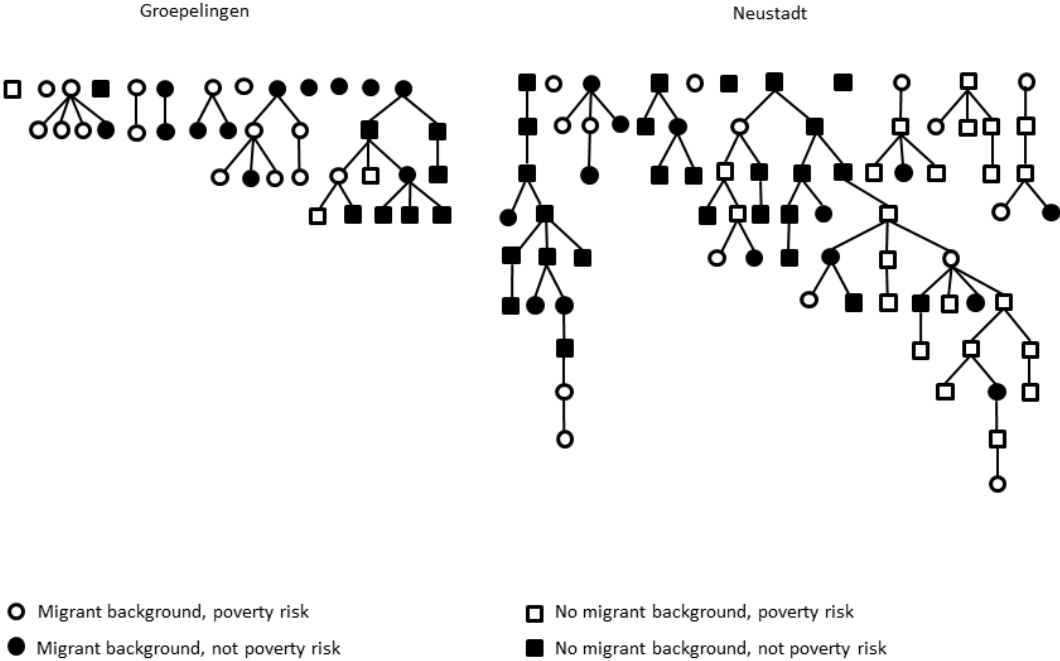 Groepelingen
Neustadt
Migrant background, poverty risk
No migrant background, poverty risk
Migrant background, not poverty risk
No migrant background, not poverty risk